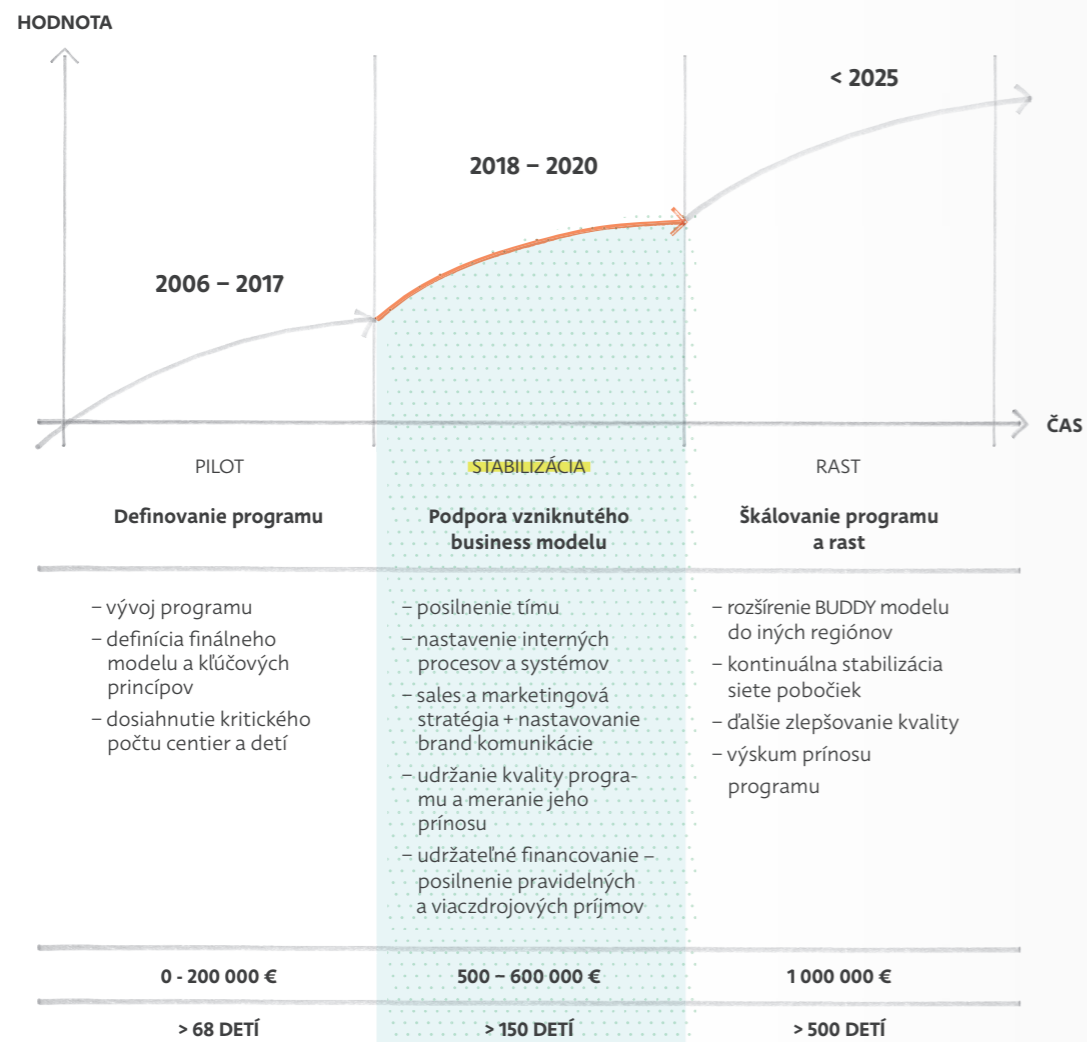 HODNOTA
< 2025
2018 – 2020
2006 – 2017
ČAS
PILOT
Definovanie programu
– vývoj programu
– definícia finálneho
modelu a kľúčových
princípov
– dosiahnutie kritického
počtu centier a detí
0 - 200 000 €
> 68 DETÍ
STABILIZÁCIA
Podpora vzniknutého
business modelu
– posilnenie tímu
– nastavenie interných
procesov a systémov
– sales a marketingová
stratégia + nastavovanie
brand komunikácie
– udržanie kvality progra-
mu a meranie jeho
prínosu
– udržateľné financovanie –
posilnenie pravidelných
a viaczdrojových príjmov
500 – 600 000 €
> 150 DETÍ
RAST
Škálovanie programu
a rast
– rozšírenie BUDDY modelu
do iných regiónov
– kontinuálna stabilizácia
siete pobočiek
– ďalšie zlepšovanie kvality
– výskum prínosu
programu
1 000 000 €
> 500 DETÍ